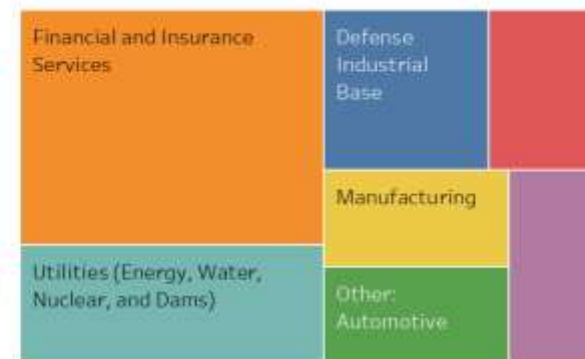 Financial and Insurance
Services
Defense
Industrial
Base
Manufacturing
Utilities (Energy, Water,
Nuclear, and Dams)
Other:
Automotive